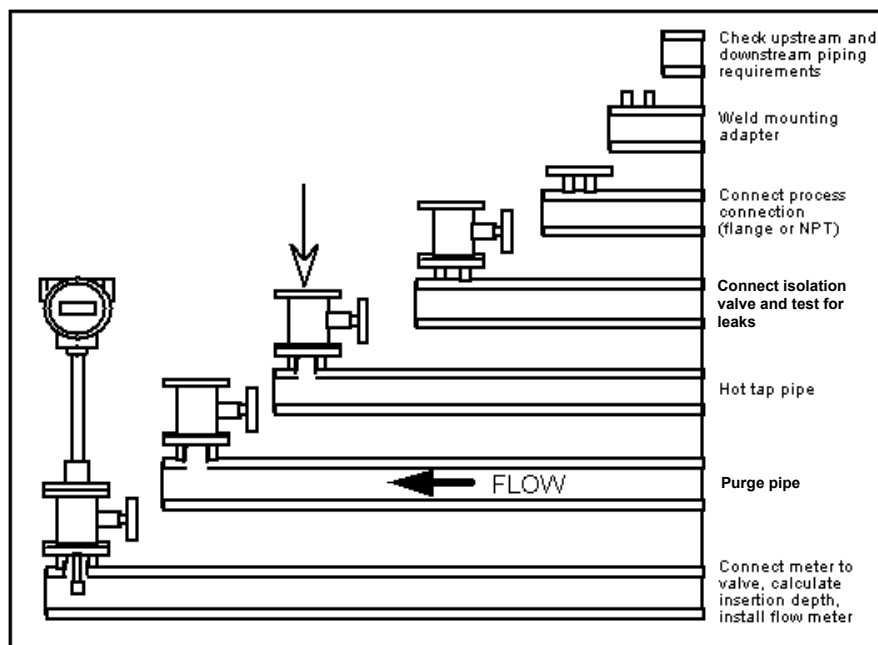 Check upstream and
downstream piping
requirements
Weld mounting
adapter
Connect process
connection
(flange or NPT)
Connect isolation
valve and test for
leaks
Hot tap pipe
FLOW
Purge pipe
Connect meter to
valve, calculate
insertion depth,
install flow meter